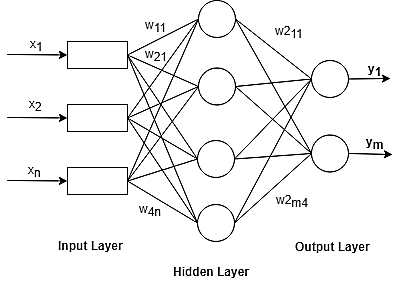 w11
x1
w21
w211
y1
x2
xn
ym
w4n
w2m4
Input Layer
Output Layer
Hidden Layer